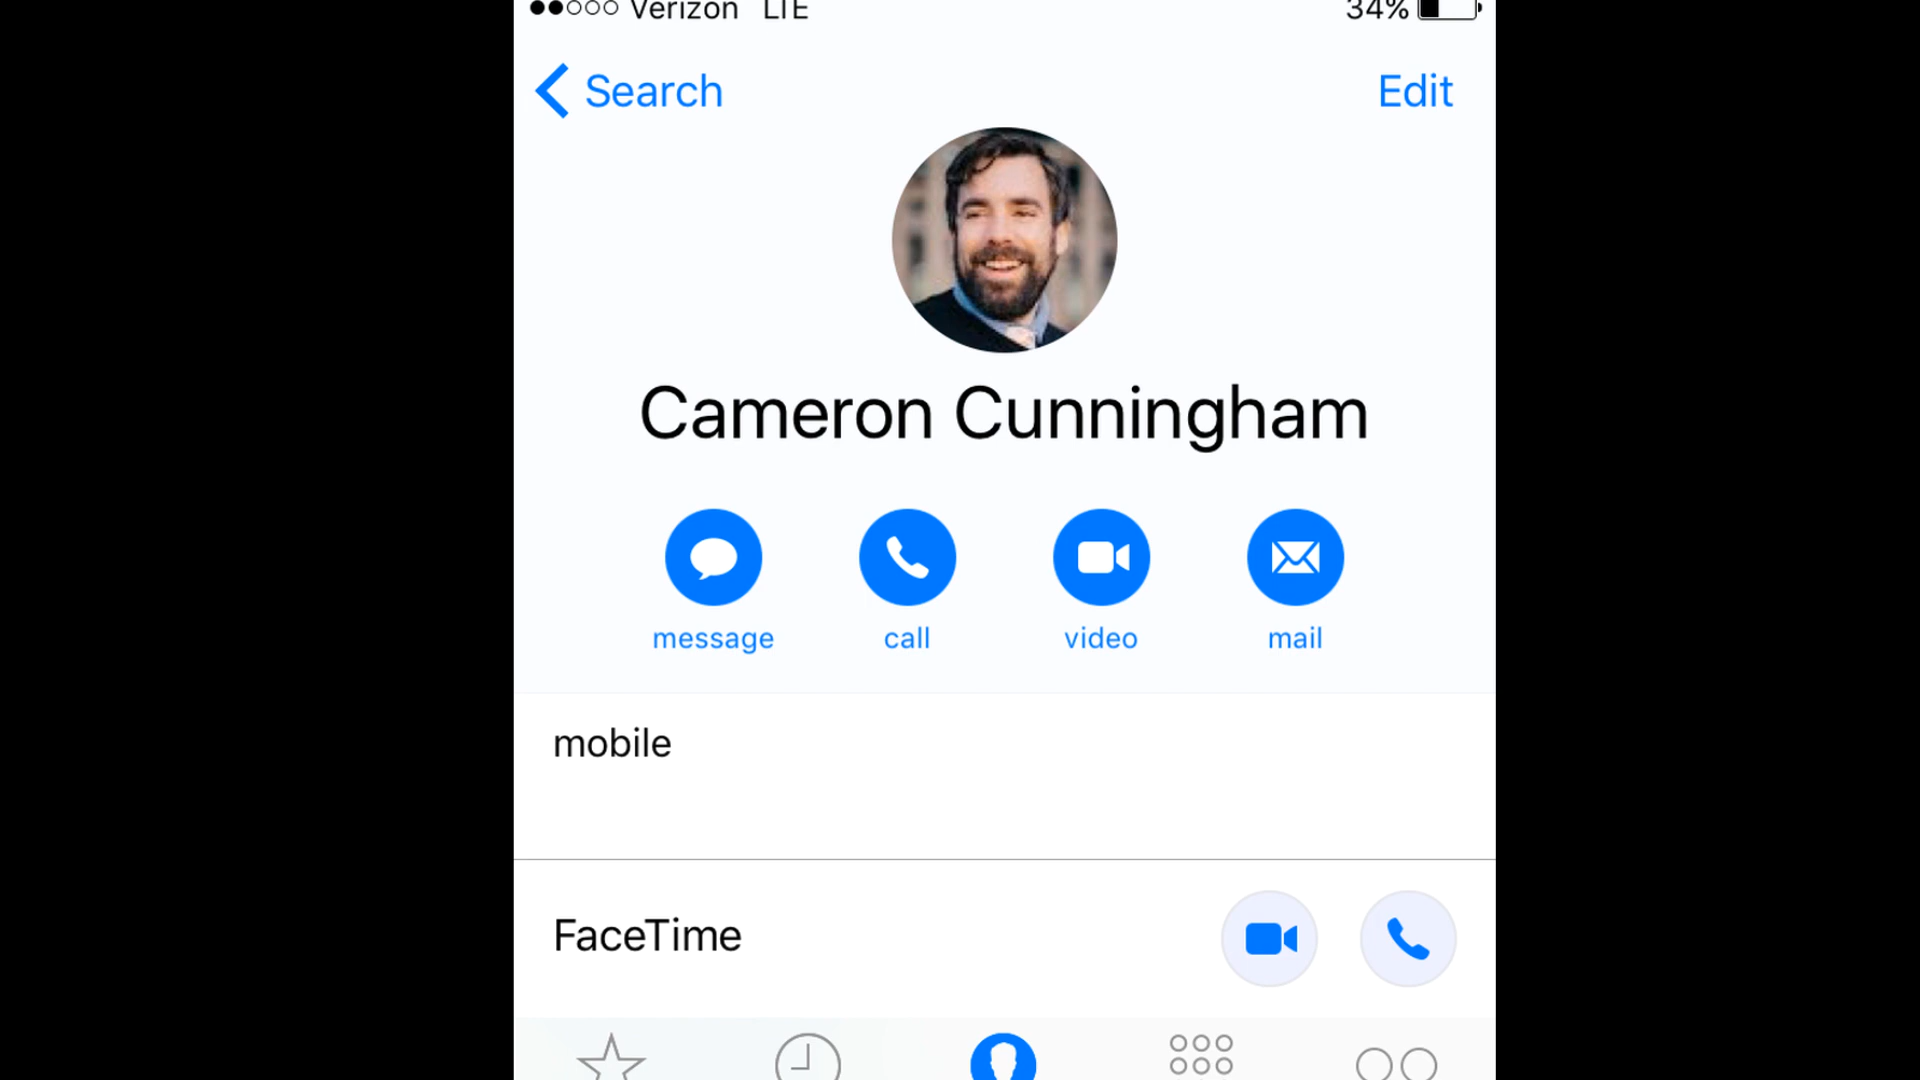 Verizon LTE 34%
Search Edit
Cameron Cunningham
message call video mail
mobile
FaceTime